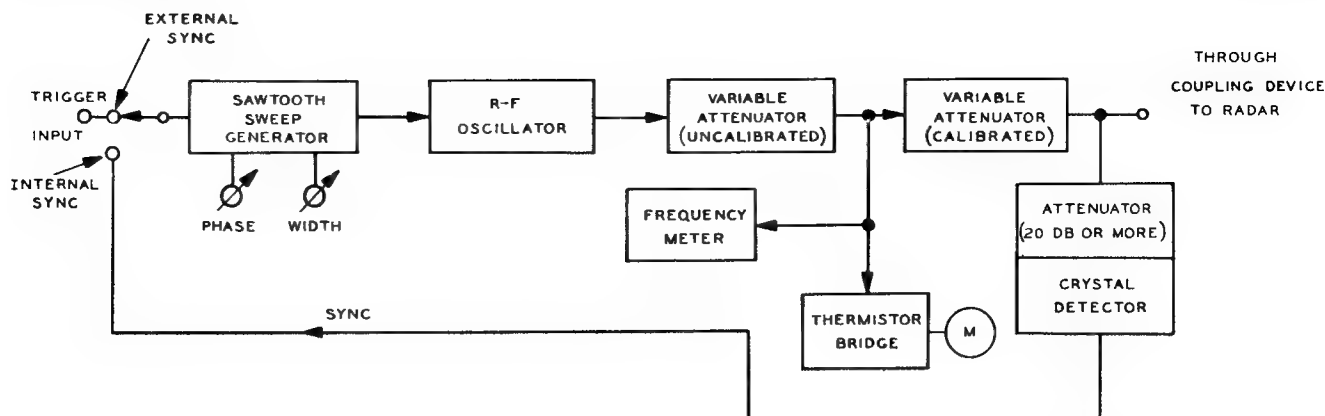 EXTERNAL
SYNC
TRIGGER
INPUT
INTERNAL
SYNC
SAWTOOTH
SWEEP
GENERATOR
PHASE
WIDTH
R-F
OSCILLATOR
VARIABLE
ATTENUATOR
(UNCALIBRATED)
VARIABLE
ATTENUATOR
(CALIBRATED)
THROUGH
COUPLING DEVICE
TO RADAR
FREQUENCY
METER
ATTENUATOR
(20 DB OR MORE)
CRYSTAL
DETECTOR
THERMISTOR
BRIDGE
M
SYNC